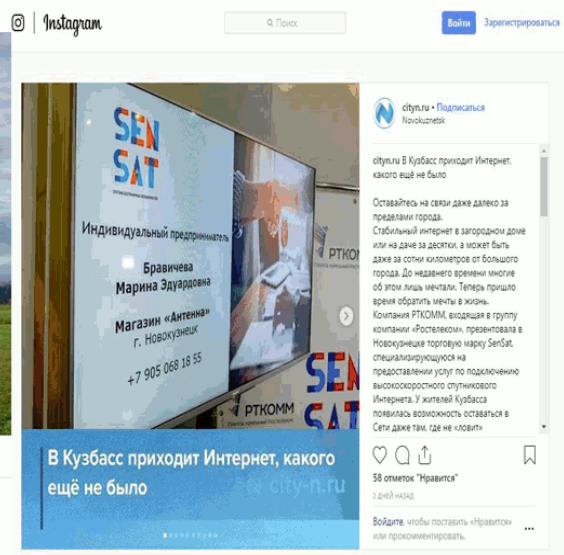 Instagram
Поиск
Войти
Зарегистрироваться
SEN
SAT
Индивидуальный предприниматель
Бравичева
Марина Эдуардовна
Магазин «Антенна»
г. Новокузнецк
+7 905 068 18 55
РТКОМ
SEN
SAT
РТКОММ
В Кузбасс приходит Интернет, какого
ещё не было
city-n.ru
cityn.ru • Подписаться
Novokuznetsk
cityn.ru В Кузбасс приходит Интернет,
какого ещё не было
Оставайтесь на связи даже далеко за
пределами города.
Стабильный интернет в загородном доме
или на даче за десятки, а может быть
даже за сотни километров от большого
города. До недавнего времени многие
об этом лишь мечтали. Теперь пришло
время обратить мечты в жизнь.
Компания РТКОММ, входящая в группу
компании «Ростелеком», презентовала в
Новокузнецке торговую марку SenSat,
специализирующуюся на
предоставлении услуг по подключению
высокоскоростного спутникового
Интернета. У жителей Кузбасса
появилась возможность оставаться в
Сети даже там, где не «ловит»
58 отметок "Нравится"
2 ДНЕЙ НАЗАД
Войдите, чтобы поставить «Нравится»
или прокомментировать.